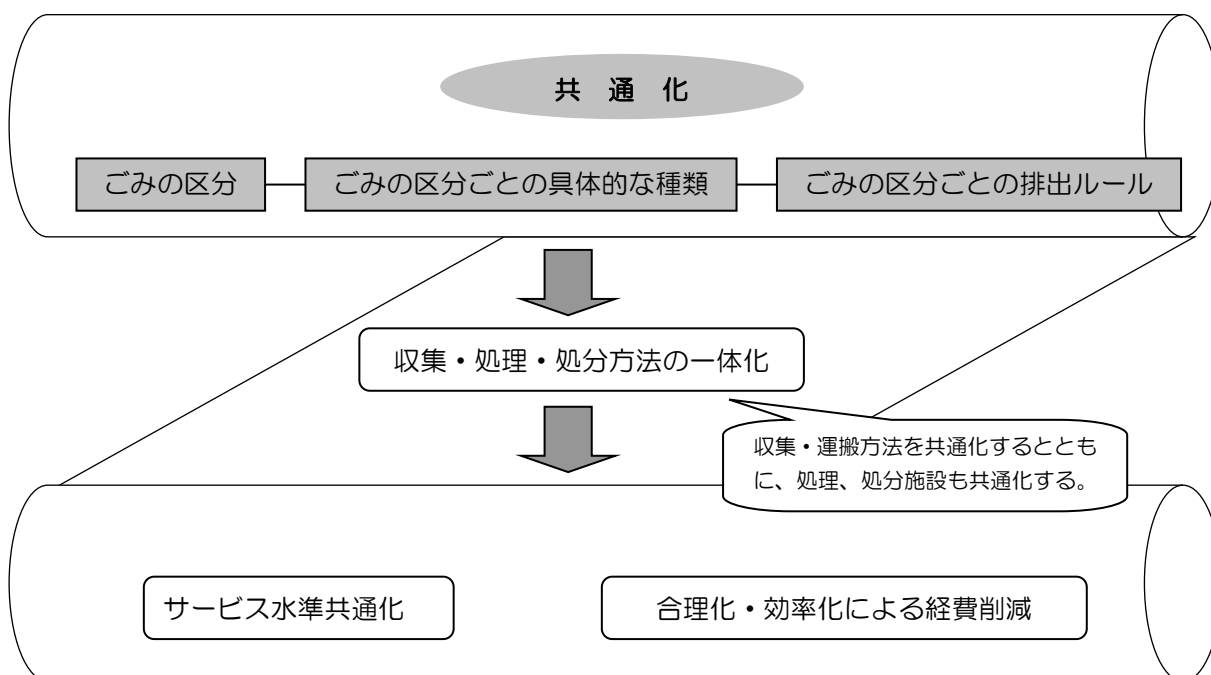 共 通 化
ごみの区分
ごみの区分ごとの具体的な種類
ごみの区分ごとの排出ルール
収集・処理・処分方法の一体化
収集・運搬方法を共通化するととも
に、処理、処分施設も共通化する。
サービス水準共通化
合理化・効率化による経費削減